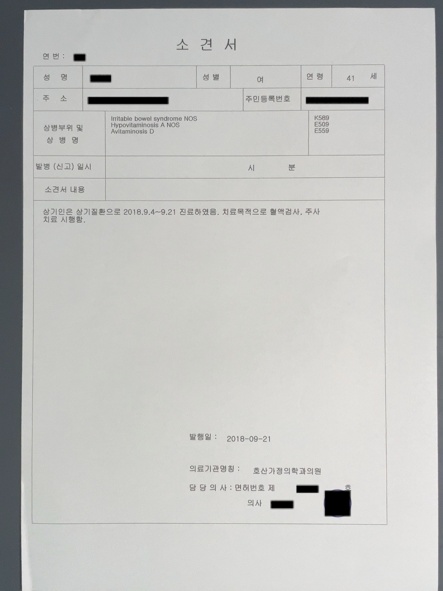 소 견 서
연 번 :
성 명 성 별 여 연 령 41 세
주 소 주민등록번호
상병부위 및
상 병 명
Irritable bowel syndrome NOS K589
Hypovitaminosis A NOS E509
Avitaminosis D E559
발병 (신고) 일시 시 분
소견서 내용
상기인은 상기질환으로 2018.9.4~9.21 진료하였음. 치료목적으로 혈액검사, 주사
치료 시행함.
발행일 : 2018-09-21
의료기관명칭 : 호산가정의학과의원
담 당 의 사 : 면허번호 제 호
의사